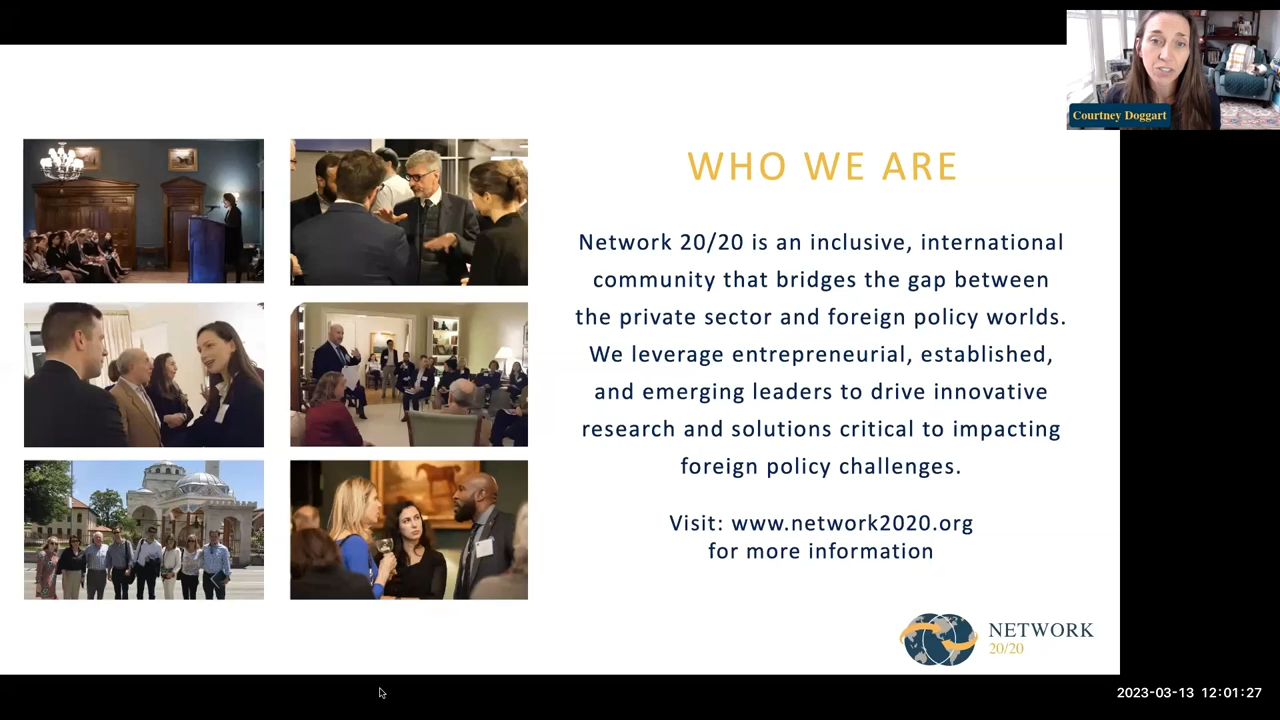 Courtney Doggart
WHO WE ARE
Network 20/20 is an inclusive, international
community that bridges the gap between
the private sector and foreign policy worlds.
We leverage entrepreneurial, established,
and emerging leaders to drive innovative
research and solutions critical to impacting
foreign policy challenges.
Visit: www.network2020.org
for more information
NETWORK
20/20
2023-03-13 12:01:27